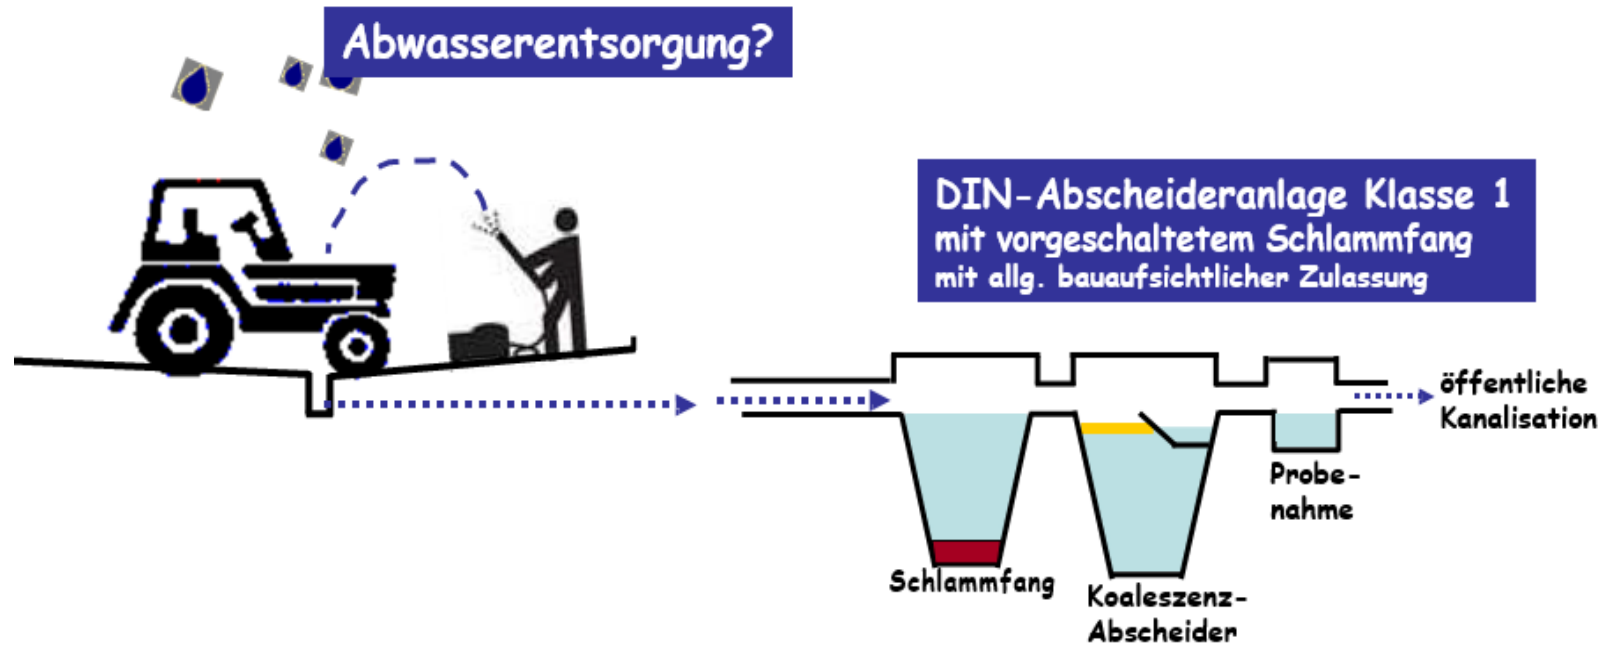 Abwasserentsorgung?
DIN-Abscheideranlage Klasse 1
mit vorgeschaltetem Schlammfang
mit allg. bauaufsichtlicher Zulassung
öffentliche
Kanalisation
Probe-
nahme
Schlammfang
Koaleszenz-
Abscheider